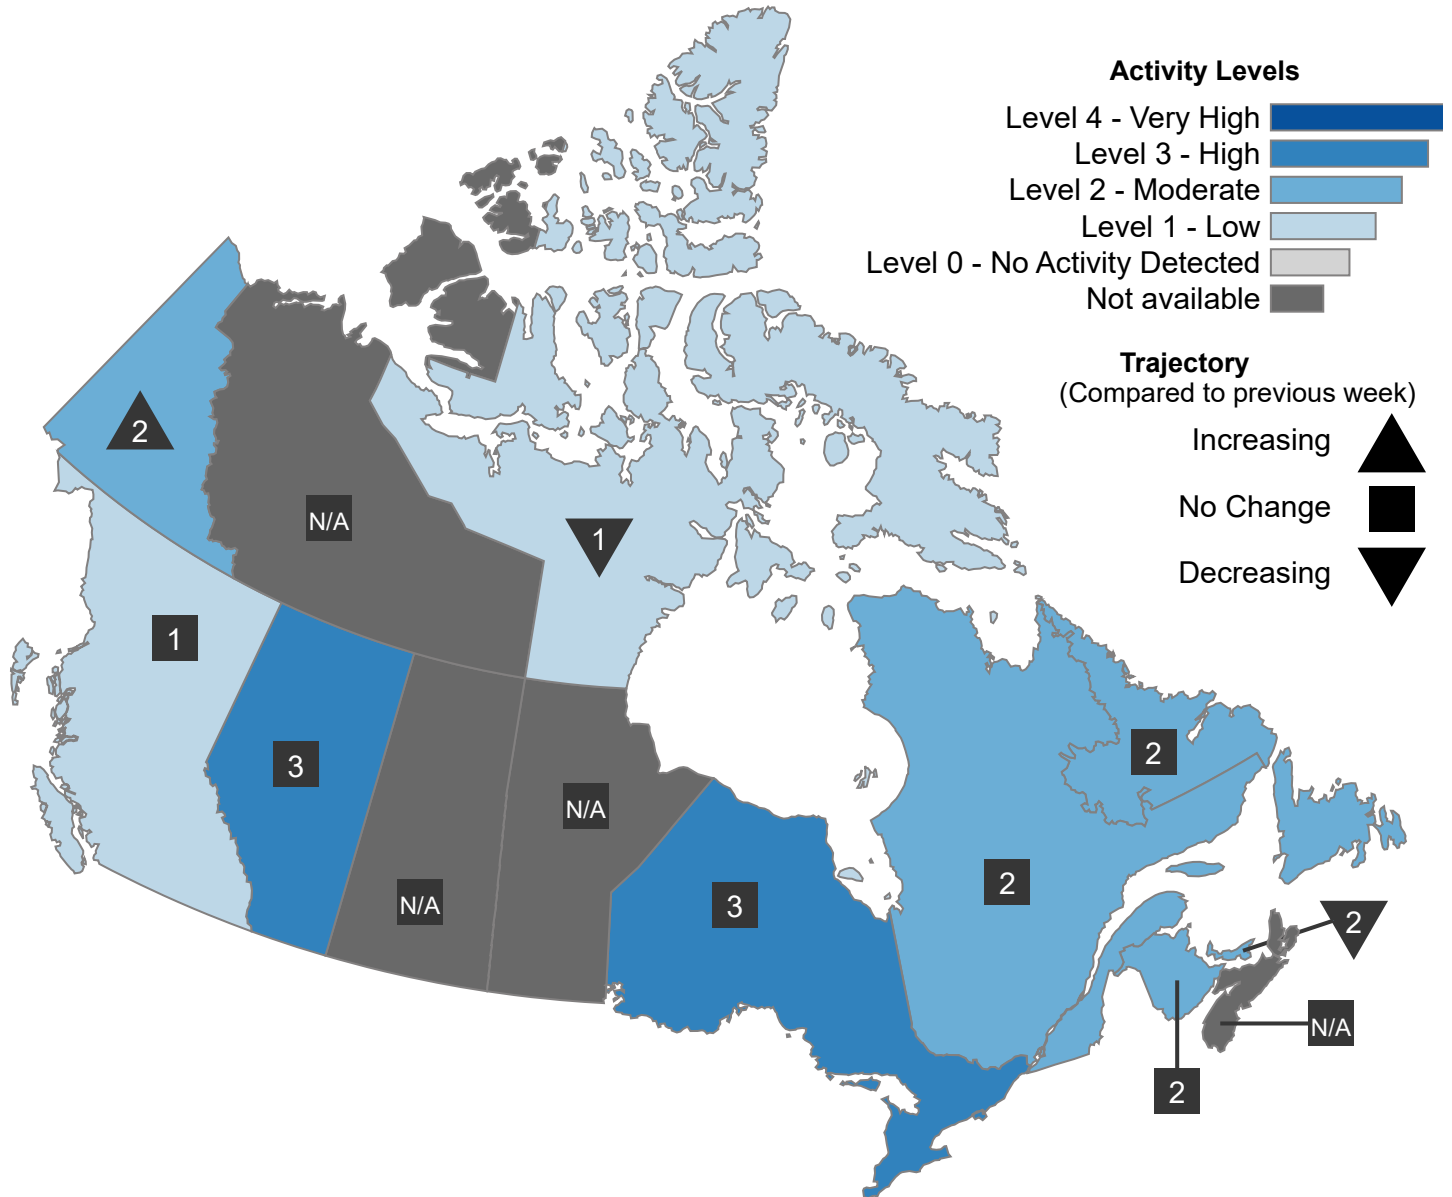 Activity Levels
Level 4 - Very High
Level 3 - High
Level 2 - Moderate
Level 1 - Low
Level 0 - No Activity Detected
Not available
Trajectory
(Compared to previous week)
Increasing
No Change
Decreasing
2
N/A
1
1
3
N/A
N/A
3
2
2
2
N/A
2